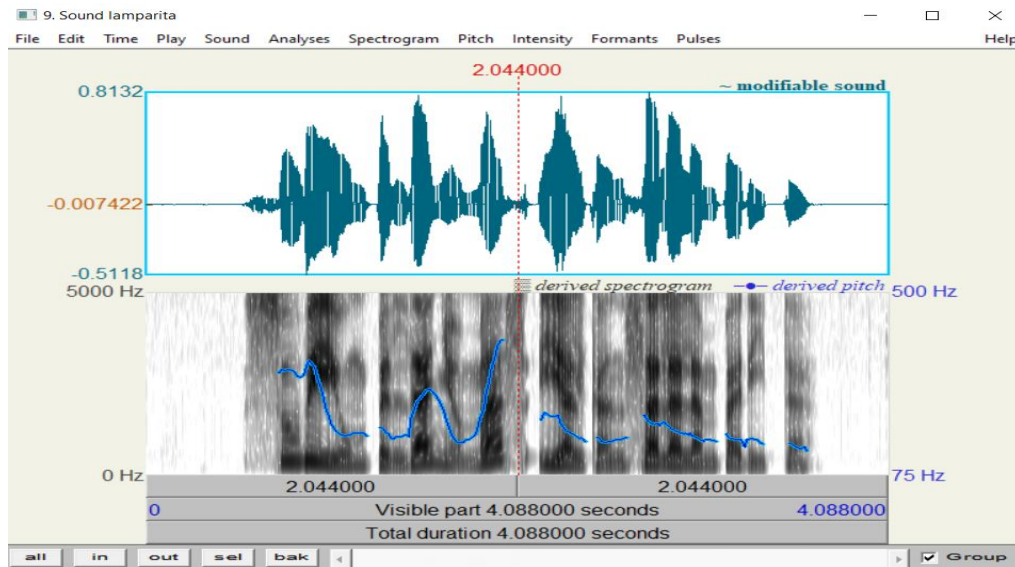 9. Sound lamparita
File Edit Time Play Sound Analyses Spectrogram Pitch Intensity Formants Pulses Help
2.044000
~ modifiable sound
0.8132
-0.007422
-0.5118
derived spectrogram derived pitch
5000 Hz 500 Hz
0 Hz 75 Hz
2.044000 2.044000
0 Visible part 4.088000 seconds 4.088000
Total duration 4.088000 seconds
all in out sel bak Group